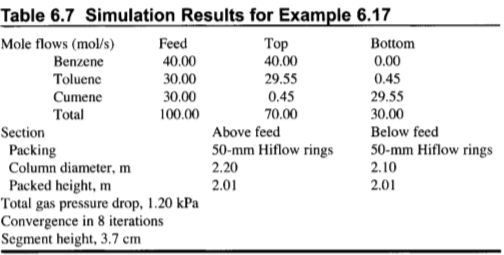 Table 6.7 Simulation Results for Example 6.17
Mole flows (mol/s) Feed Top Bottom
Benzene 40.00 40.00 0.00
Toluene 30.00 29.55 0.45
Cumene 30.00 0.45 29.55
Total 100.00 70.00 30.00
Section Above feed Below feed
Packing 50-mm Hiflow rings 50-mm Hiflow rings
Column diameter, m 2.20 2.10
Packed height, m 2.01 2.01
Total gas pressure drop, 1.20 kPa
Convergence in 8 iterations
Segment height, 3.7 cm